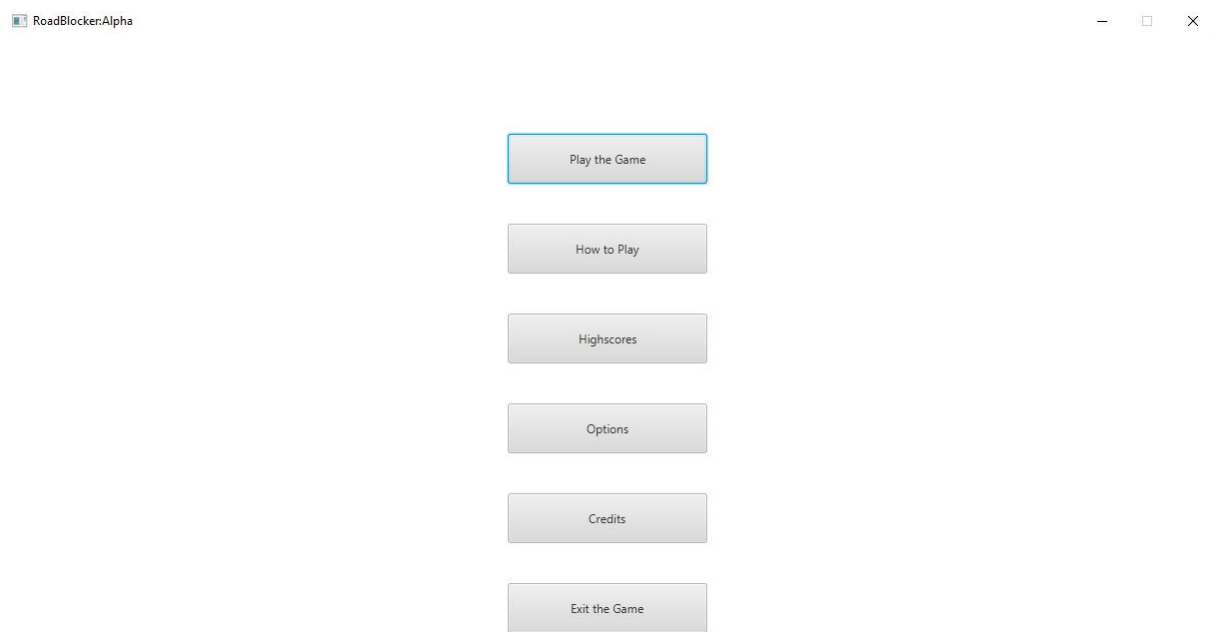 RoadBlocker:Alpha
Play the Game
How to Play
Highscores
Options
Credits
Exit the Game